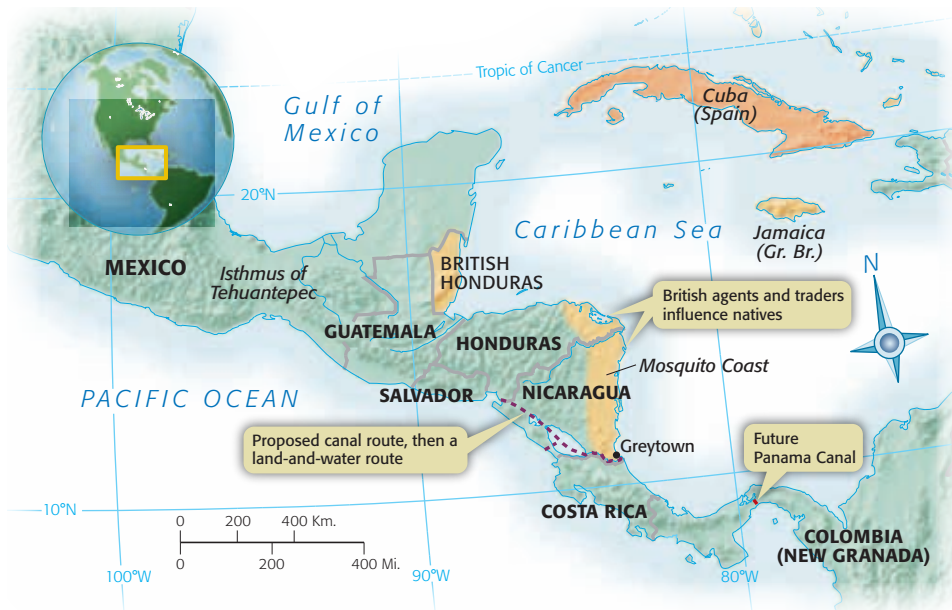 Tropic of Cancer
Gulf of
Mexico
Cuba
(Spain)
20°N
Caribbean Sea
Jamaica
(Gr. Br.)
MEXICO
Isthmus of
Tehuantepec
BRITISH
HONDURAS
N
British agents and traders
influence natives
GUATEMALA
HONDURAS
Mosquito Coast
SALVADOR
NICARAGUA
PACIFIC OCEAN
Proposed canal route, then a
land-and-water route
Greytown
Future
Panama Canal
10°N
COSTA RICA
0 200 400 Km.
0 200 400 Mi.
COLOMBIA
(NEW GRANADA)
100°W
90°W
80°W